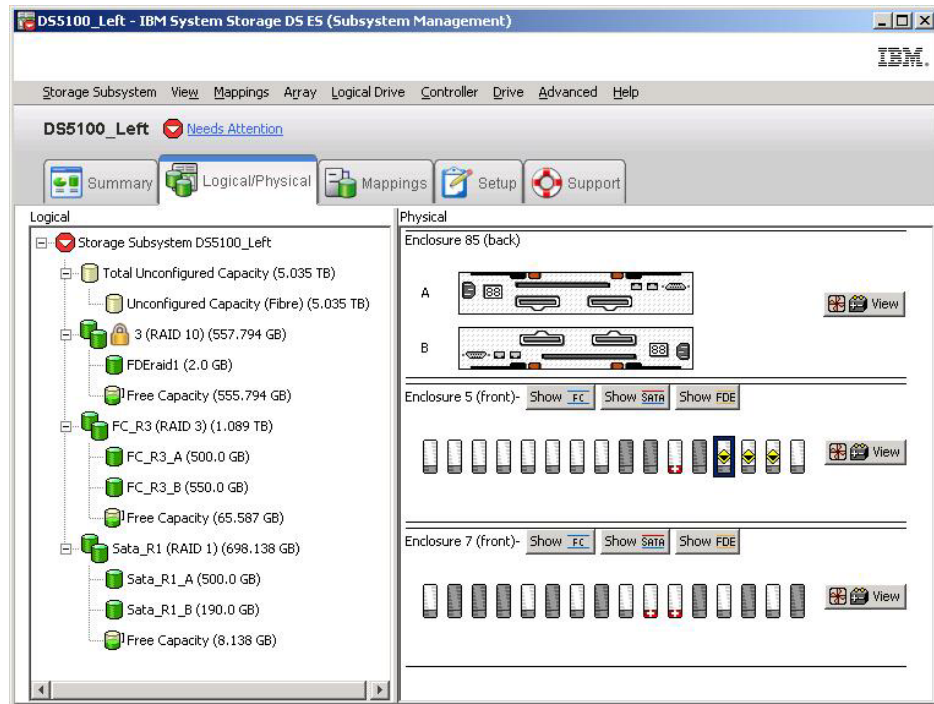 DS5100_Left - IBM System Storage DS ES (Subsystem Management)
IBM.
Storage Subsystem View Mappings Array Logical Drive Controller Drive Advanced Help
DS5100_Left Needs Attention
Summary Logical/Physical Mappings Setup Support
Logical
Storage Subsystem DS5100_Left
Total Unconfigured Capacity (5.035 TB)
Unconfigured Capacity (Fibre) (5.035 TB)
3 (RAID 10) (557.794 GB)
FDEraid1 (2.0 GB)
Free Capacity (555.794 GB)
FC_R3 (RAID 3) (1.089 TB)
FC_R3_A (500.0 GB)
FC_R3_B (550.0 GB)
Free Capacity (65.587 GB)
Sata_R1 (RAID 1) (698.138 GB)
Sata_R1_A (500.0 GB)
Sata_R1_B (190.0 GB)
Free Capacity (8.138 GB)
Physical
Enclosure 85 (back)
A
88
View
B
88
Enclosure 5 (front)- Show FC Show SATA Show FDE
View
Enclosure 7 (front)- Show FC Show SATA Show FDE
View